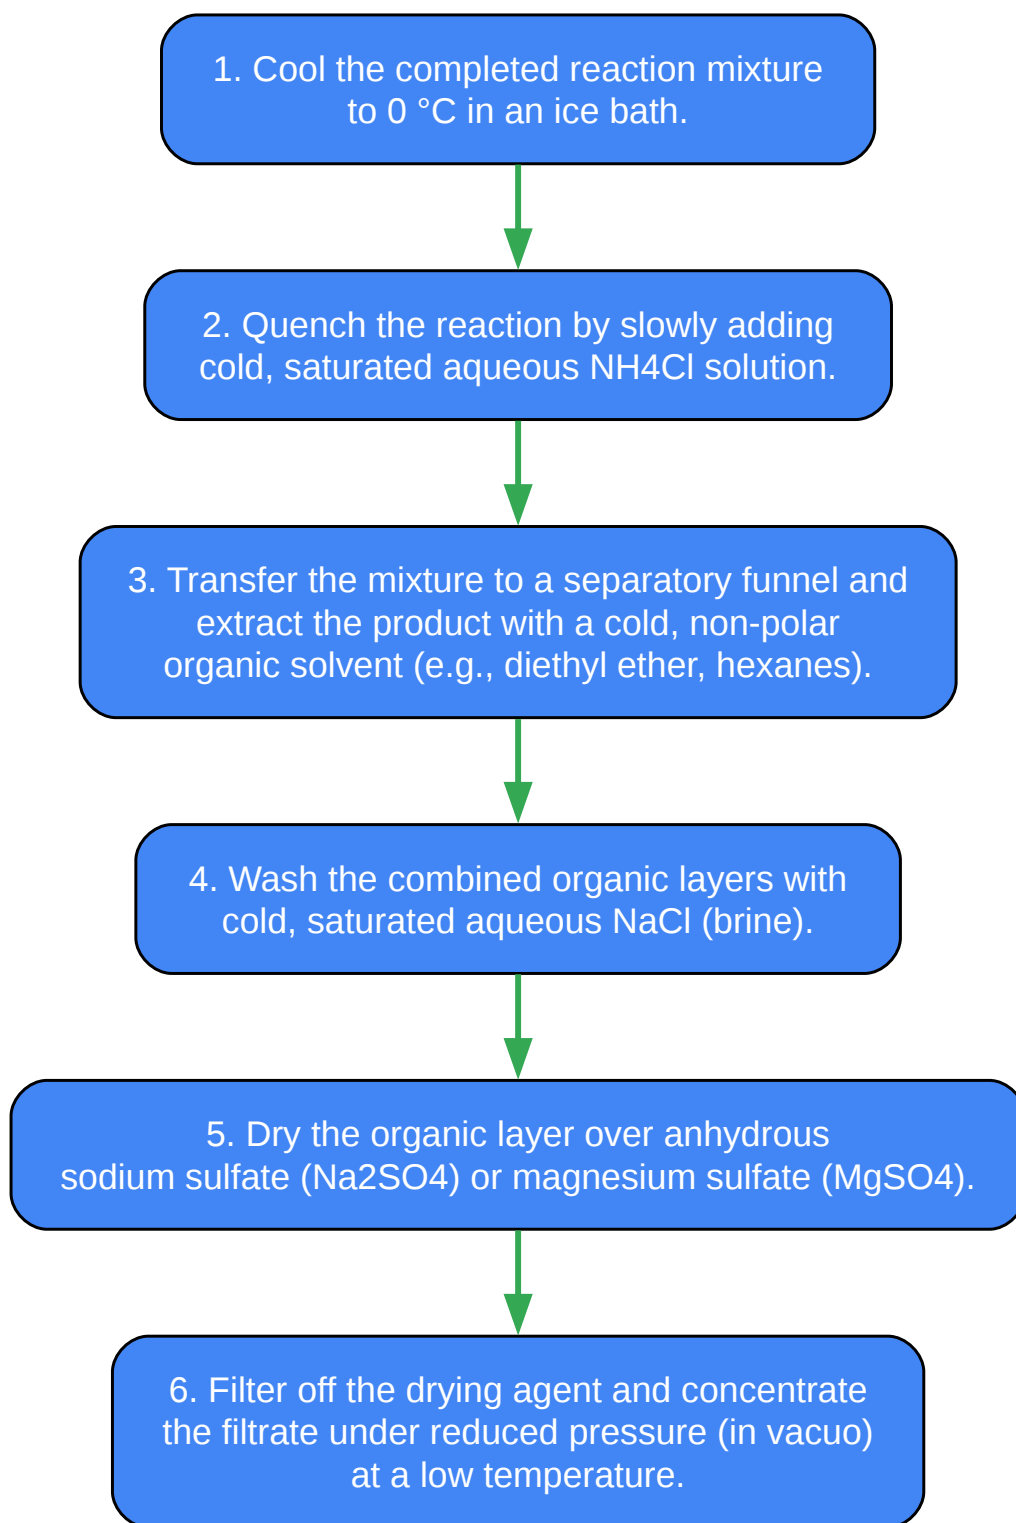 1. Cool the completed reaction mixture
to 0 °C in an ice bath.
2. Quench the reaction by slowly adding
cold, saturated aqueous NH4Cl solution.
3. Transfer the mixture to a separatory funnel and
extract the product with a cold, non-polar
organic solvent (e.g., diethyl ether, hexanes).
4. Wash the combined organic layers with
cold, saturated aqueous NaCl (brine).
5. Dry the organic layer over anhydrous
sodium sulfate (Na2SO4) or magnesium sulfate (MgSO4).
6. Filter off the drying agent and concentrate
the filtrate under reduced pressure (in vacuo)
at a low temperature.